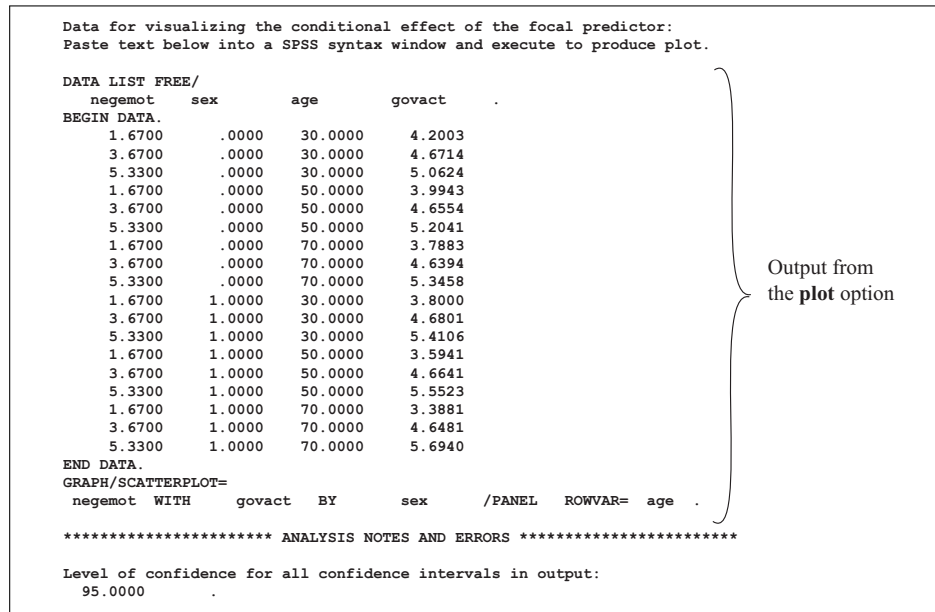 Data for visualizing the conditional effect of the focal predictor:
Paste text below into a SPSS syntax window and execute to produce plot.
DATA LIST FREE/
negemot sex age govact .
BEGIN DATA.
1.6700 .0000 30.0000 4.2003
3.6700 .0000 30.0000 4.6714
5.3300 .0000 30.0000 5.0624
1.6700 .0000 50.0000 3.9943
3.6700 .0000 50.0000 4.6554
5.3300 .0000 50.0000 5.2041
1.6700 .0000 70.0000 3.7883
3.6700 .0000 70.0000 4.6394
5.3300 .0000 70.0000 5.3458
1.6700 1.0000 30.0000 3.8000
3.6700 1.0000 30.0000 4.6801
5.3300 1.0000 30.0000 5.4106
1.6700 1.0000 50.0000 3.5941
3.6700 1.0000 50.0000 4.6641
5.3300 1.0000 50.0000 5.5523
1.6700 1.0000 70.0000 3.3881
3.6700 1.0000 70.0000 4.6481
5.3300 1.0000 70.0000 5.6940
END DATA.
GRAPH/SCATTERPLOT=
negemot WITH govact BY sex /PANEL ROWVAR= age .
Output from
the plot option
*********************** ANALYSIS NOTES AND ERRORS ************************
Level of confidence for all confidence intervals in output:
95.0000 .